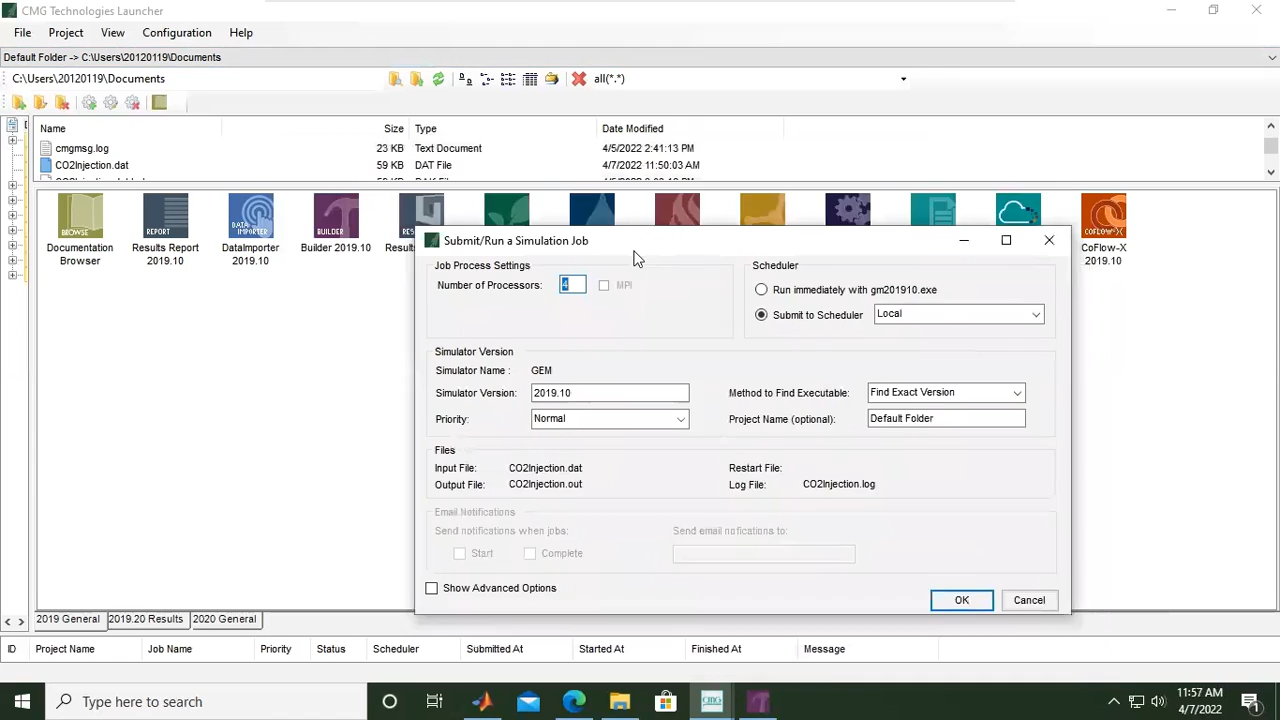 CMG Technologies Launcher
File Project View Configuration Help
Default Folder -> C:\Users\20120119\Documents
C:\Users\20120119\Documents all(*.*)
Name Size Type Date Modified
cmgmsg.log 23 KB Text Document 4/5/2022 2:41:13 PM
CO2Injection.dat 59 KB DAT File 4/7/2022 11:50:03 AM
BROWSE REPORT DATA IMPORTER BUILDER
Documentation Browser
Results Report 2019.10
DataImporter 2019.10
Builder 2019.10
CoFlow-X 2019.10
Submit/Run a Simulation Job
Job Process Settings
Number of Processors: 4 MPI
Scheduler
Run immediately with gm201910.exe
Submit to Scheduler Local
Simulator Version
Simulator Name : GEM
Simulator Version: 2019.10 Method to Find Executable: Find Exact Version
Priority: Normal Project Name (optional): Default Folder
Files
Input File: CO2Injection.dat Restart File:
Output File: CO2Injection.out Log File: CO2Injection.log
Email Notifications
Send notifications when jobs: Send email nofications to:
Start Complete
Show Advanced Options
OK Cancel
2019 General 2019.20 Results 2020 General
ID Project Name Job Name Priority Status Scheduler Submitted At Started At Finished At Message
Type here to search
CMG
11:57 AM
4/7/2022
1